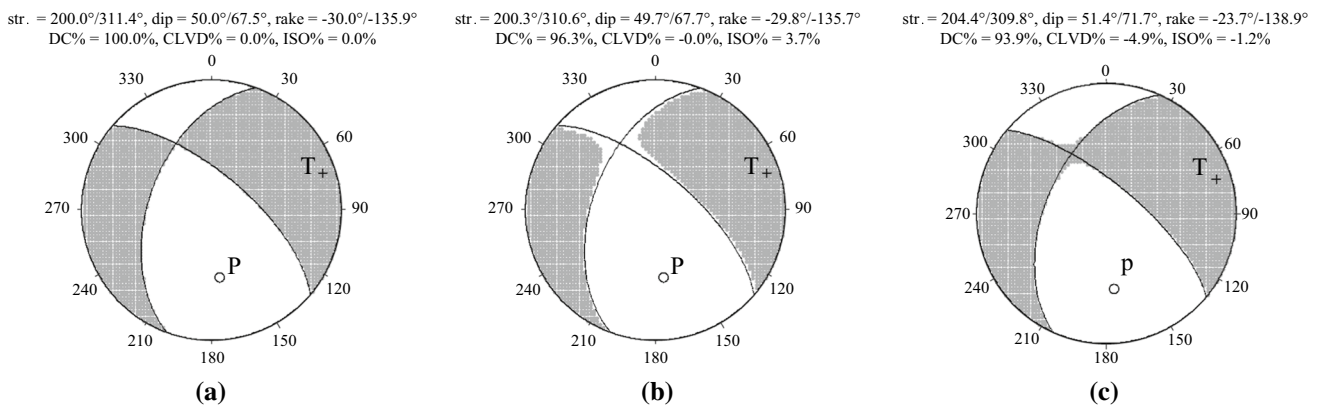 str. = 200.0°/311.4°, dip = 50.0°/67.5°, rake = -30.0°/-135.9°
DC% = 100.0%, CLVD% = 0.0%, ISO% = 0.0%
0
330
30
300
60
T
+
270
90
P
240
120
210
150
180
(a)
str. = 200.3°/310.6°, dip = 49.7°/67.7°, rake = -29.8°/-135.7°
DC% = 96.3%, CLVD% = -0.0%, ISO% = 3.7%
0
330
30
300
60
T
+
270
90
P
240
120
210
150
180
(b)
str. = 204.4°/309.8°, dip = 51.4°/71.7°, rake = -23.7°/-138.9°
DC% = 93.9%, CLVD% = -4.9%, ISO% = -1.2%
0
330
30
300
60
T
+
270
90
p
240
120
210
150
180
(c)